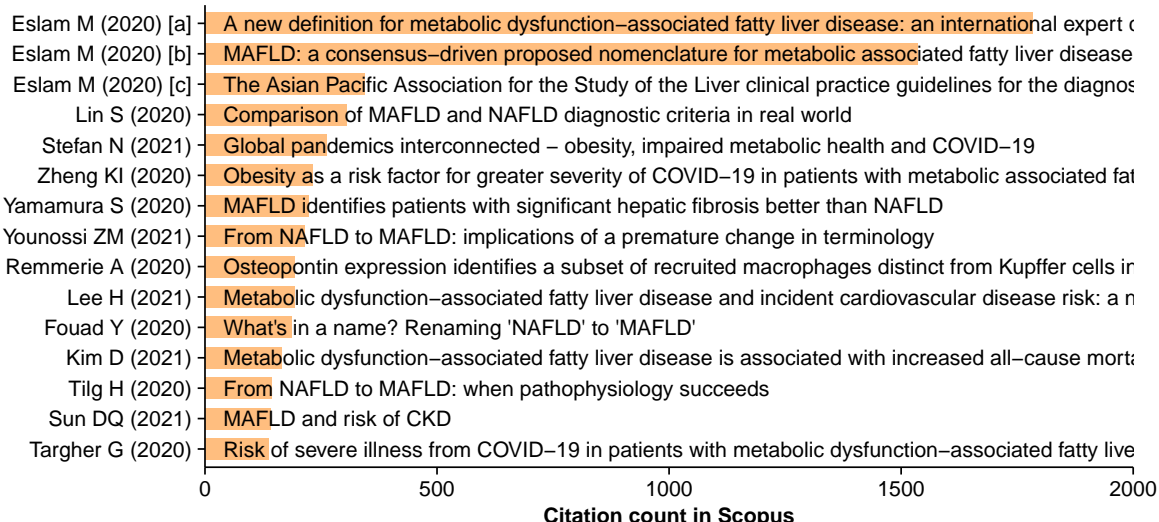 Eslam M (2020) [a] A new definition for metabolic dysfunction−associated fatty liver disease: an international expert
Eslam M (2020) [b] MAFLD: a consensus−driven proposed nomenclature for metabolic associated fatty liver disease
Eslam M (2020) [c] The Asian Pacific Association for the Study of the Liver clinical practice guidelines for the diagnos
Lin S (2020) Comparison of MAFLD and NAFLD diagnostic criteria in real world
Stefan N (2021) Global pandemics interconnected − obesity, impaired metabolic health and COVID−19
Zheng KI (2020) Obesity as a risk factor for greater severity of COVID−19 in patients with metabolic associated fat
Yamamura S (2020) MAFLD identifies patients with significant hepatic fibrosis better than NAFLD
Younossi ZM (2021) From NAFLD to MAFLD: implications of a premature change in terminology
Remmerie A (2020) Osteopontin expression identifies a subset of recruited macrophages distinct from Kupffer cells in
Lee H (2021) Metabolic dysfunction−associated fatty liver disease and incident cardiovascular disease risk: a n
Fouad Y (2020) What's in a name? Renaming 'NAFLD' to 'MAFLD'
Kim D (2021) Metabolic dysfunction−associated fatty liver disease is associated with increased all−cause morta
Tilg H (2020) From NAFLD to MAFLD: when pathophysiology succeeds
Sun DQ (2021) MAFLD and risk of CKD
Targher G (2020) Risk of severe illness from COVID−19 in patients with metabolic dysfunction−associated fatty live
0 500 1000 1500 2000
Citation count in Scopus